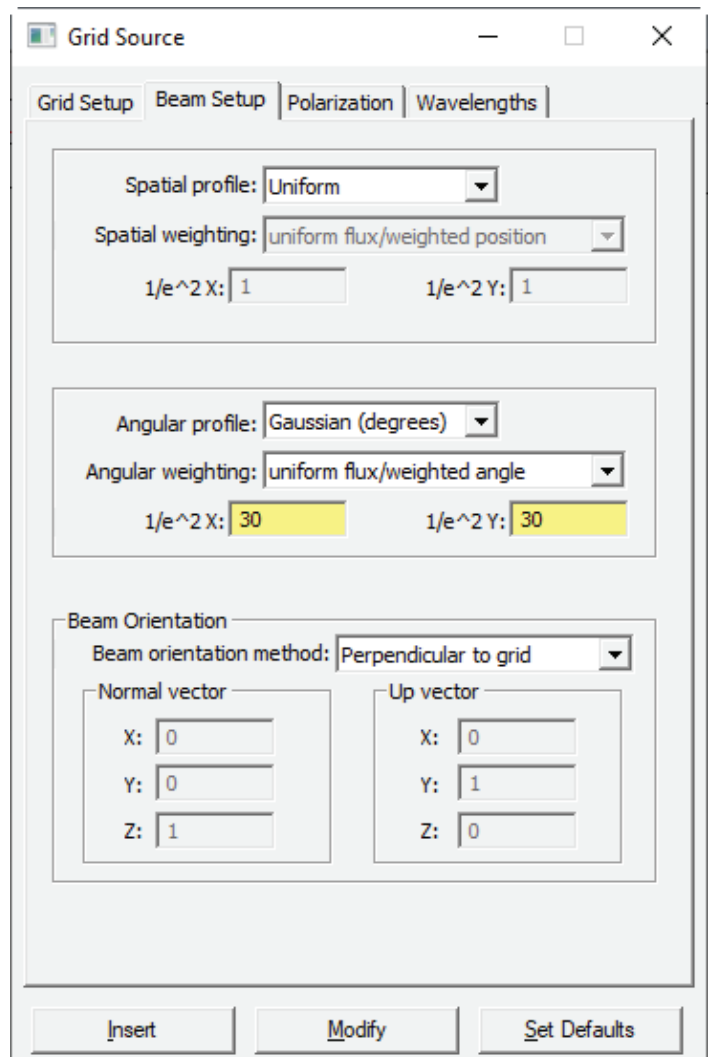 Grid Source
Grid Setup Beam Setup Polarization Wavelengths
Spatial profile: Uniform
Spatial weighting: uniform flux/weighted position
1/e^2 X: 1 1/e^2 Y: 1
Angular profile: Gaussian (degrees)
Angular weighting: uniform flux/weighted angle
1/e^2 X: 30 1/e^2 Y: 30
Beam Orientation
Beam orientation method: Perpendicular to grid
Normal vector Up vector
X: 0 X: 0
Y: 0 Y: 1
Z: 1 Z: 0
Insert Modify Set Defaults